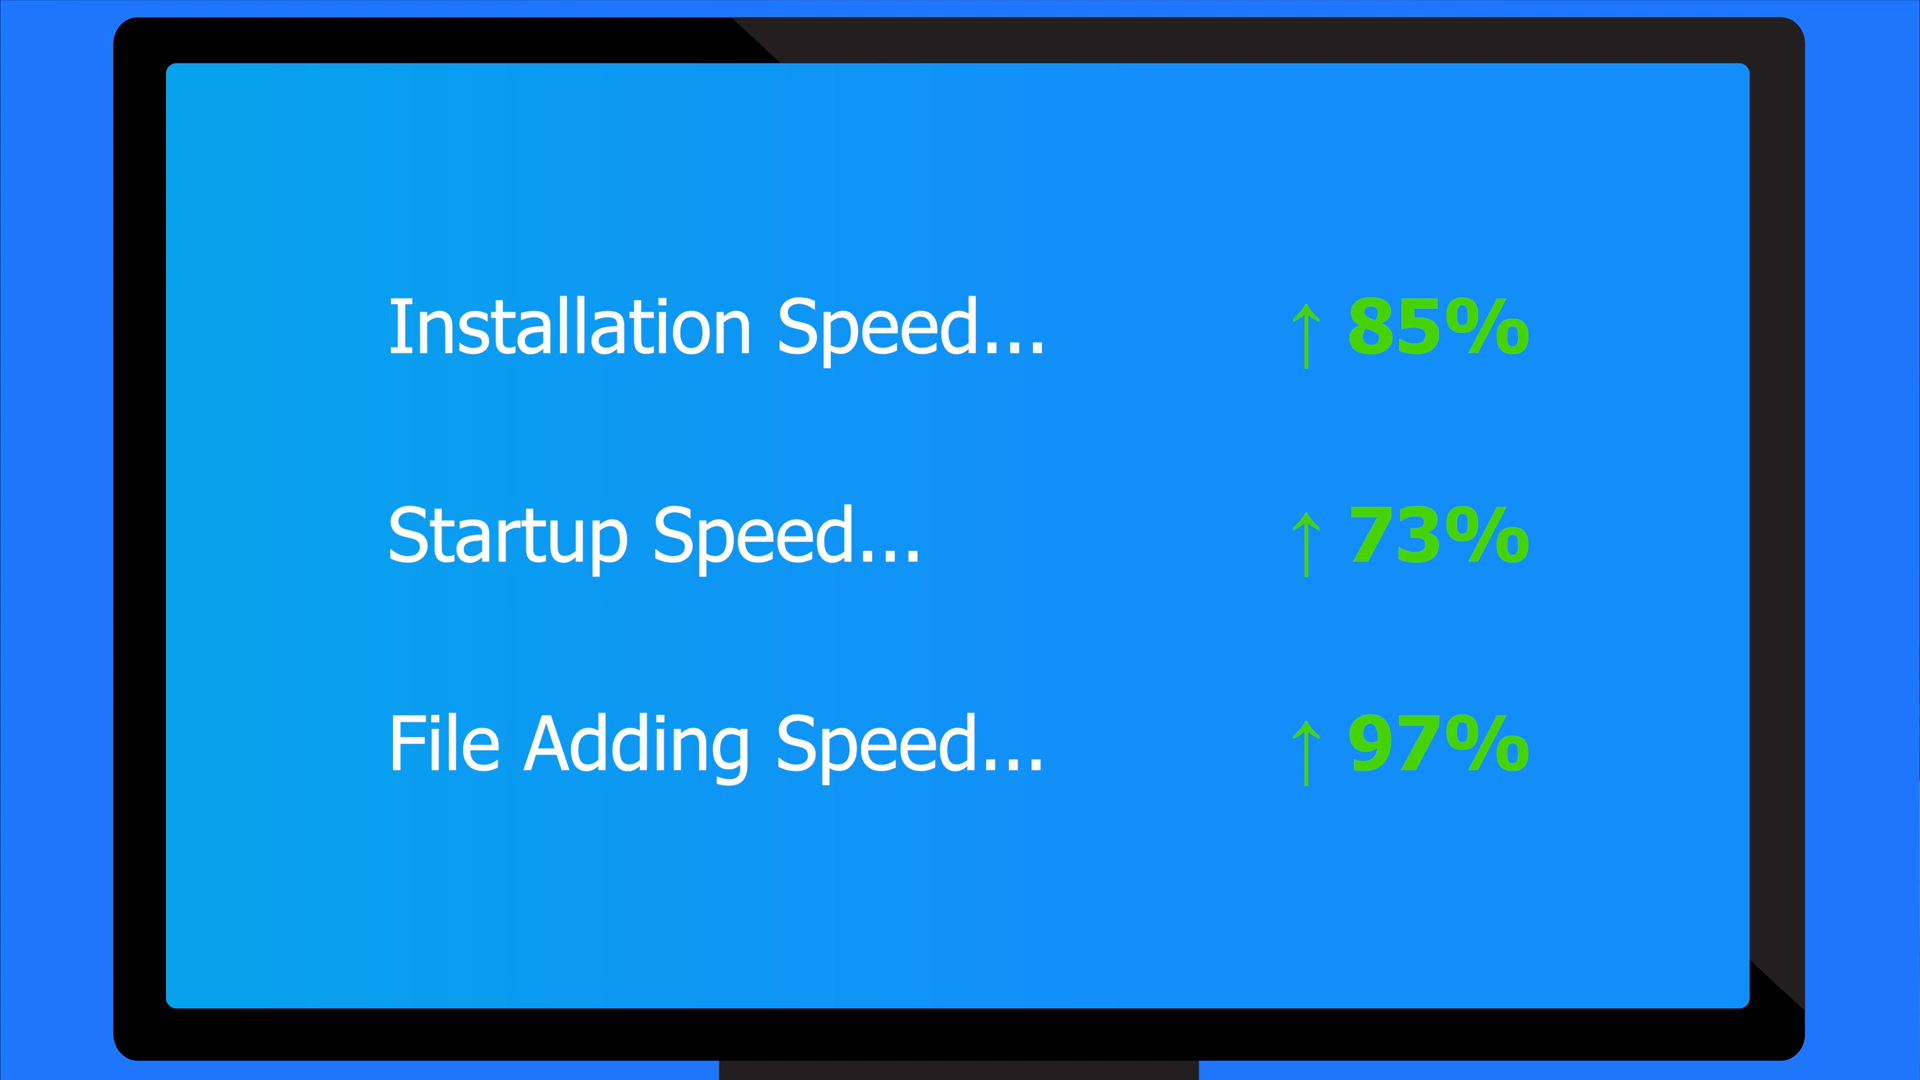 Installation Speed... ↑ 85%
Startup Speed... ↑ 73%
File Adding Speed... ↑ 97%